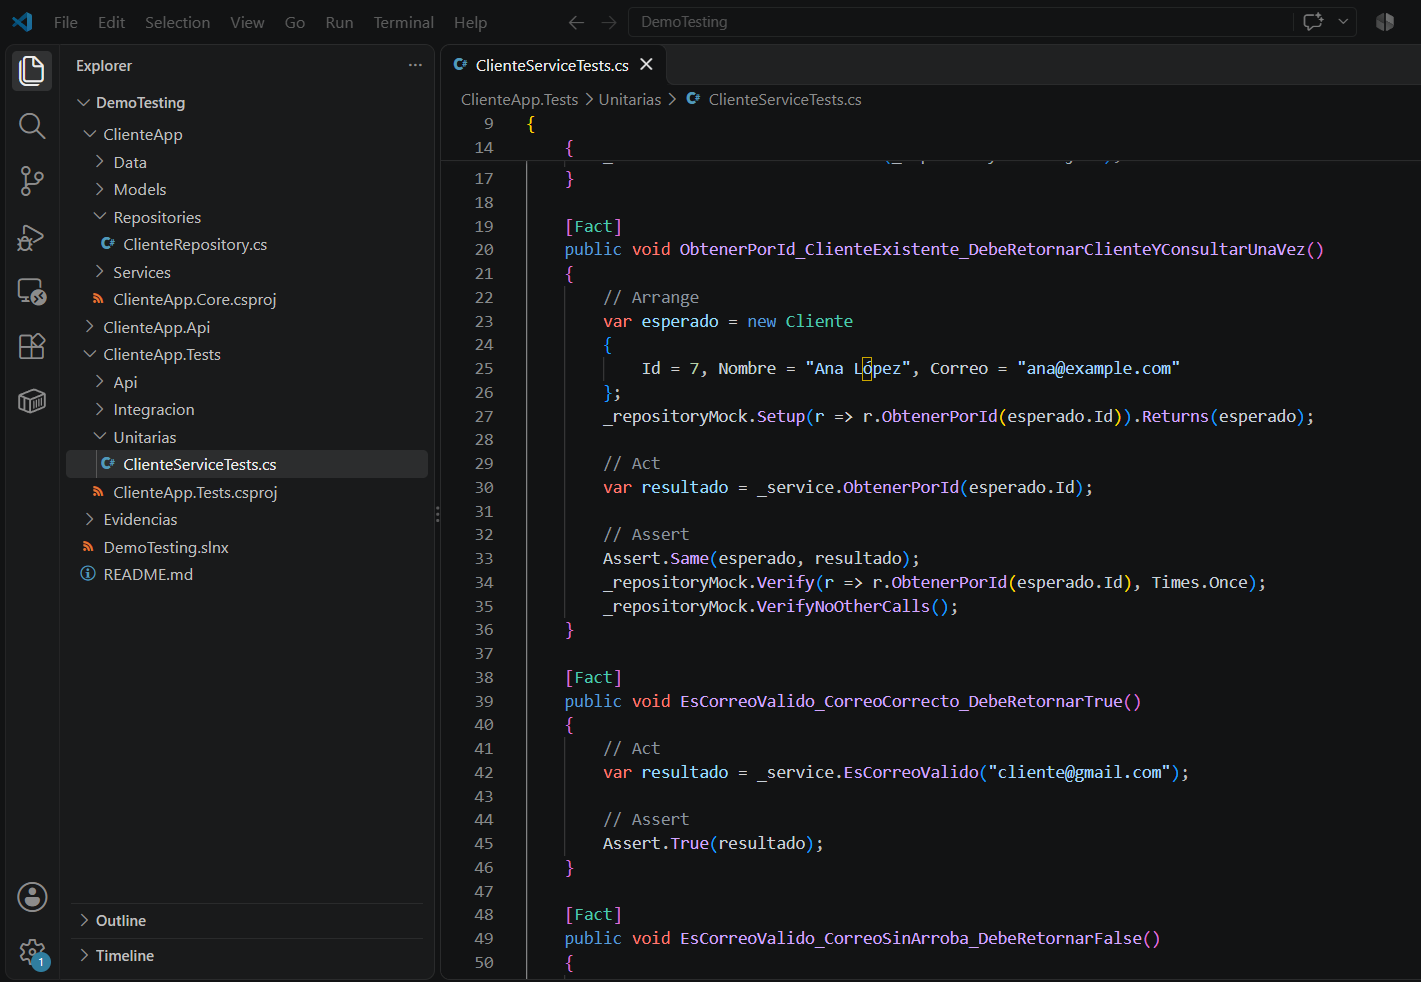 File Edit Selection View Go Run Terminal Help
DemoTesting
Explorer
DemoTesting
ClienteApp
Data
Models
Repositories
ClienteRepository.cs
Services
ClienteApp.Core.csproj
ClienteApp.Api
ClienteApp.Tests
Api
Integracion
Unitarias
ClienteServiceTests.cs
ClienteApp.Tests.csproj
Evidencias
DemoTesting.slnx
README.md
Outline
Timeline
1
ClienteServiceTests.cs
ClienteApp.Tests > Unitarias > ClienteServiceTests.cs
9 {
14 {
17 }
18
19 [Fact]
20 public void ObtenerPorId_ClienteExistente_DebeRetornarClienteYConsultarUnaVez()
21 {
22 // Arrange
23 var esperado = new Cliente
24 {
25 Id = 7, Nombre = "Ana López", Correo = "ana@example.com"
26 };
27 _repositoryMock.Setup(r => r.ObtenerPorId(esperado.Id)).Returns(esperado);
28
29 // Act
30 var resultado = _service.ObtenerPorId(esperado.Id);
31
32 // Assert
33 Assert.Same(esperado, resultado);
34 _repositoryMock.Verify(r => r.ObtenerPorId(esperado.Id), Times.Once);
35 _repositoryMock.VerifyNoOtherCalls();
36 }
37
38 [Fact]
39 public void EsCorreoValido_CorreoCorrecto_DebeRetornarTrue()
40 {
41 // Act
42 var resultado = _service.EsCorreoValido("cliente@gmail.com");
43
44 // Assert
45 Assert.True(resultado);
46 }
47
48 [Fact]
49 public void EsCorreoValido_CorreoSinArroba_DebeRetornarFalse()
50 {